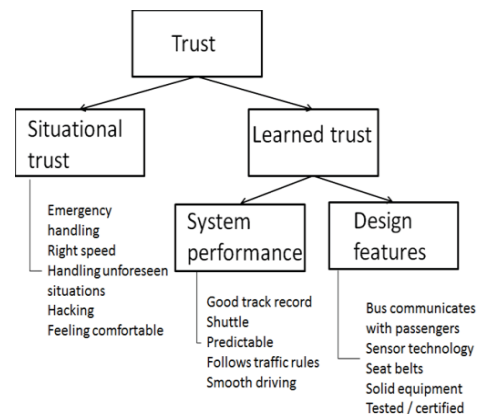 Trust
Situational
trust
Learned trust
Emergency
handling
Right speed
Handling unforeseen
situations
Hacking
Feeling comfortable
System
performance
Good track record
Shuttle
Predictable
Follows traffic rules
Smooth driving
Design
features
Bus communicates
with passengers
Sensor technology
Seat belts
Solid equipment
Tested / certified